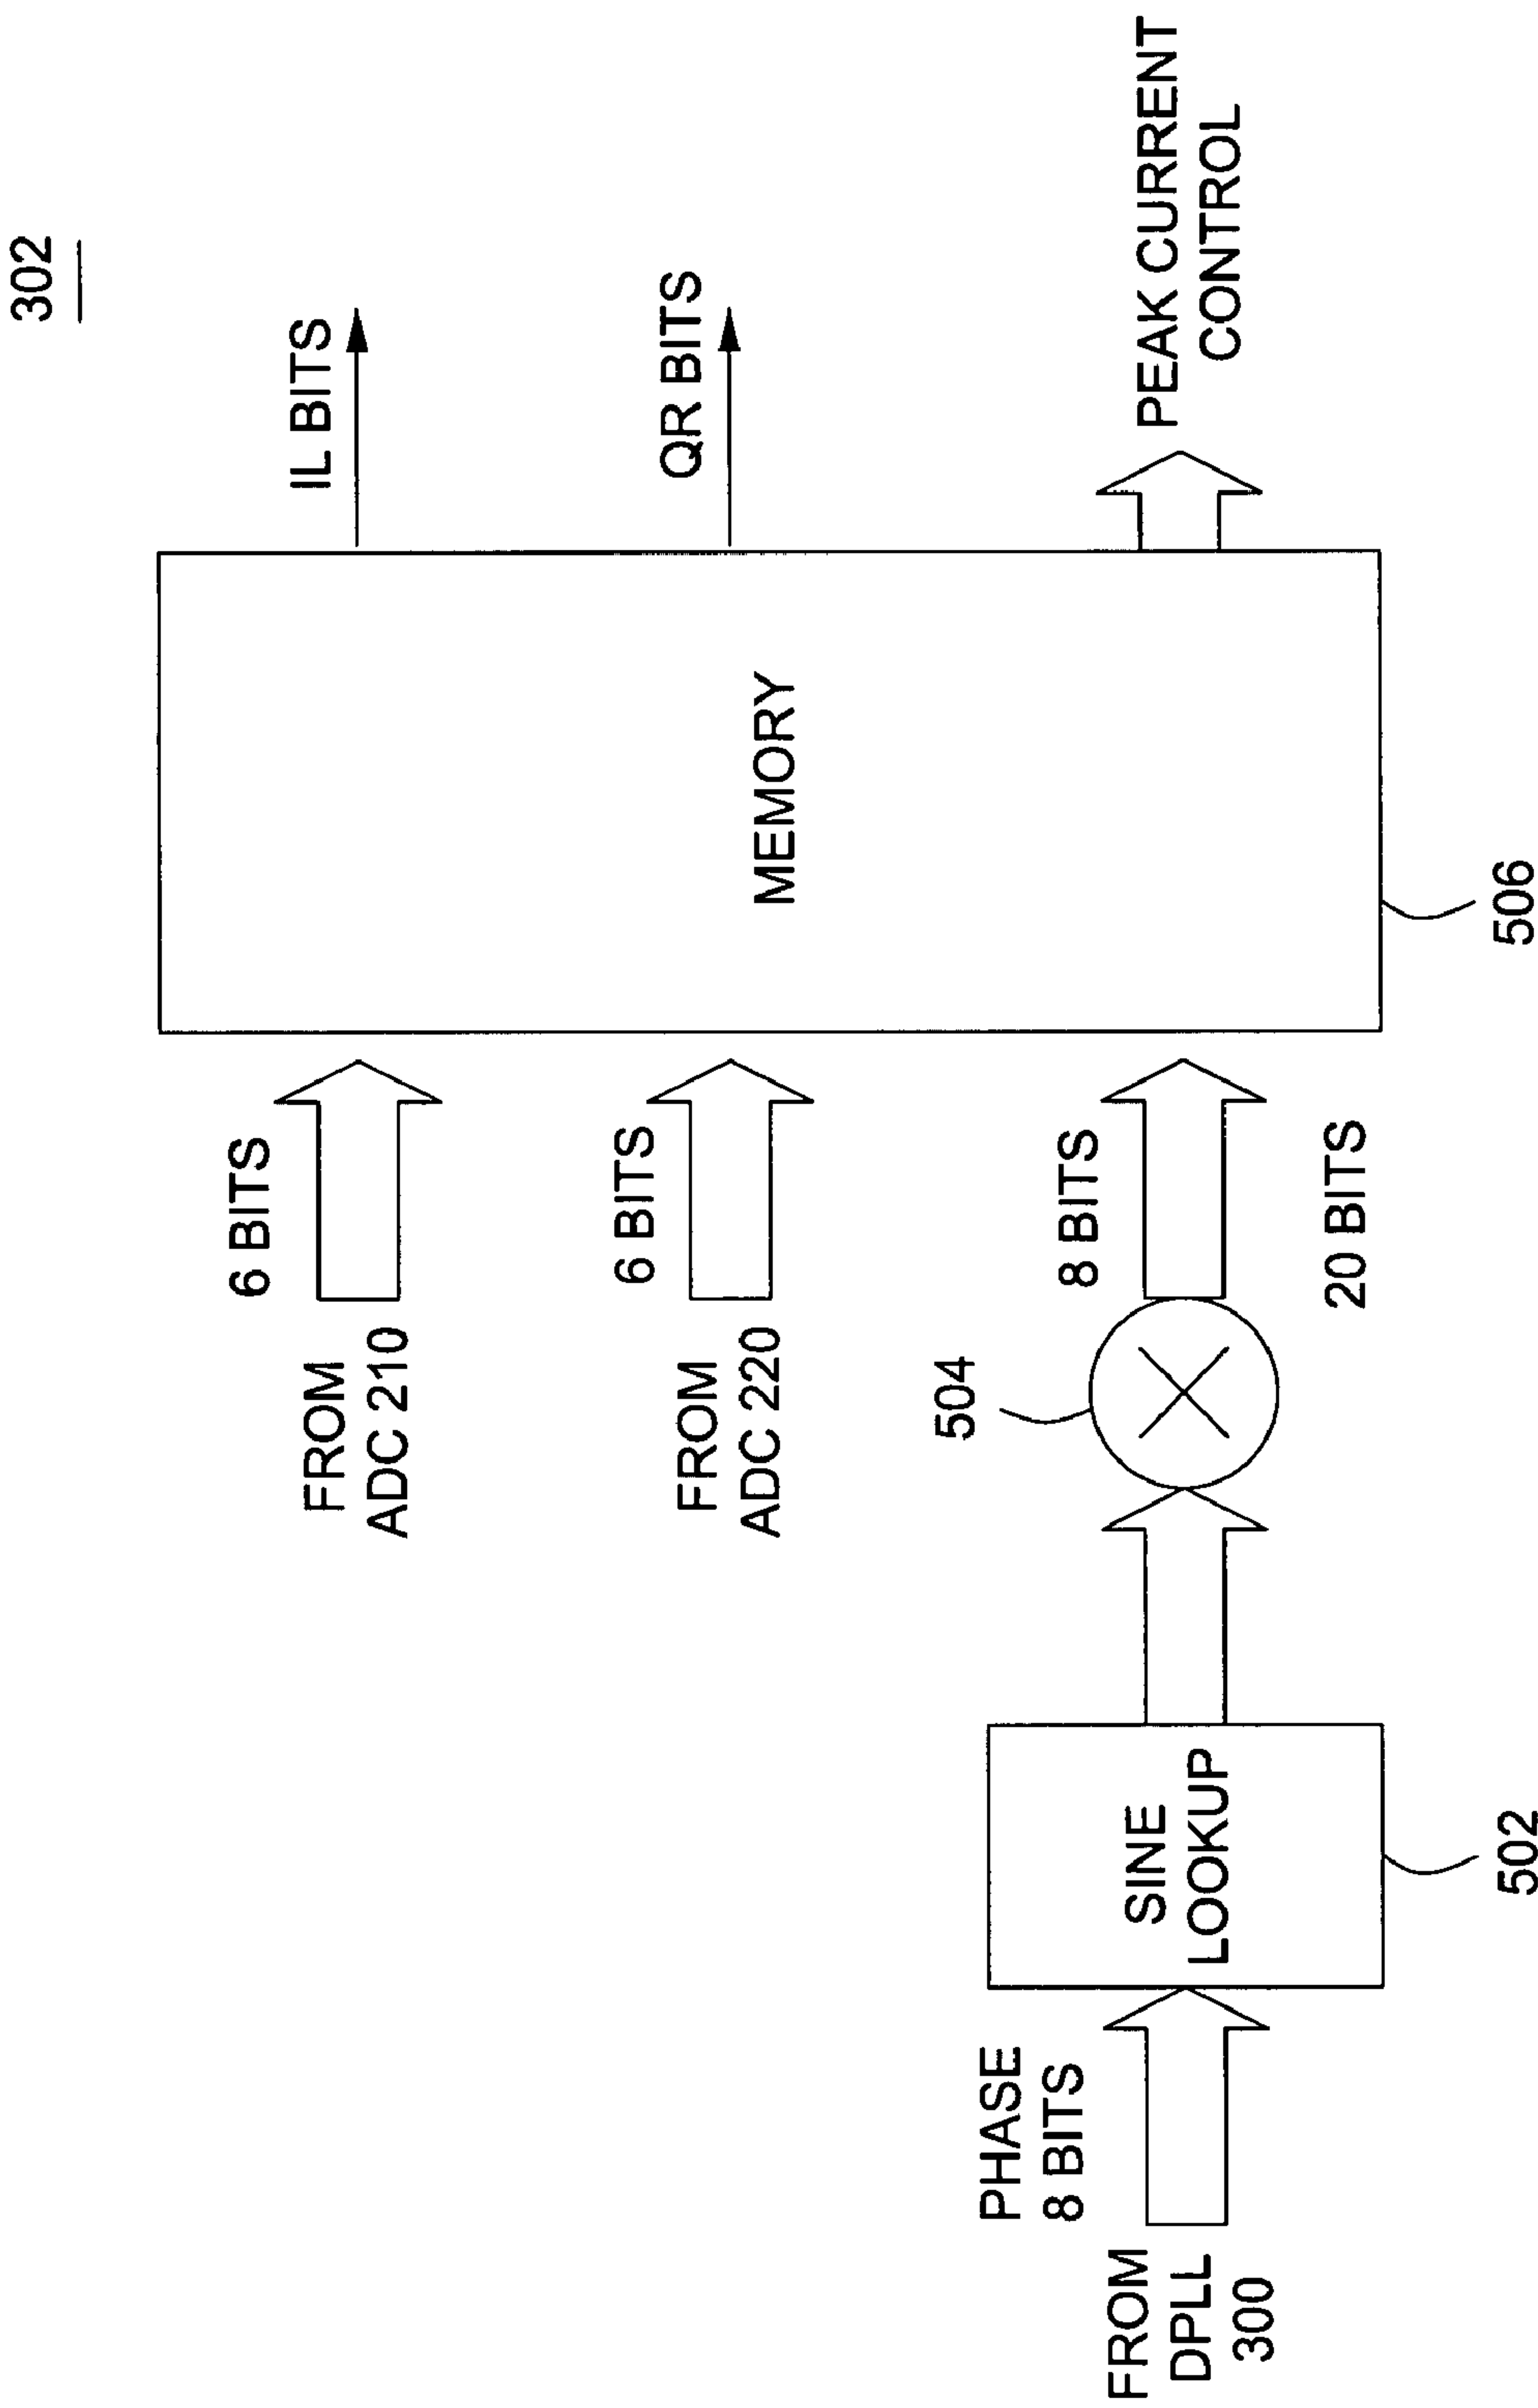 302
FROM
ADC 210
6 BITS
IL BITS
FROM
ADC 220
6 BITS
QR BITS
MEMORY
506
FROM
DPLL
300
PHASE
8 BITS
SINE
LOOKUP
502
504
8 BITS
20 BITS
PEAK CURRENT
CONTROL